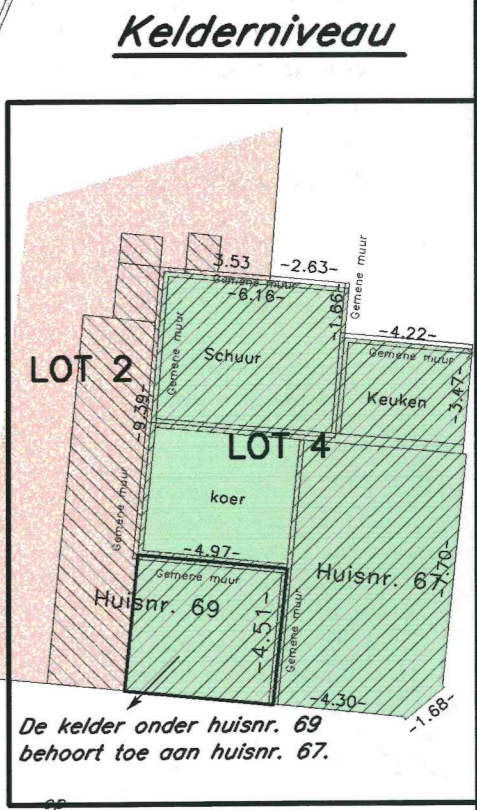 Kelderniveau
3.53 -2.63-
Gemene muur
-6.16-
Gemene muur
-1.66-
-4.22-
Gemene muur
Schuur
Gemene muur
LOT 2
Keuken
-3.47-
-9.39-
LOT 4
koer
Gemene muur
-4.97-
Gemene muur
Huisnr. 67
-7.70-
Huisnr. 69
-4.51-
Gemene muur
-4.30-
-1.68-
De kelder onder huisnr. 69
behoort toe aan huisnr. 67.